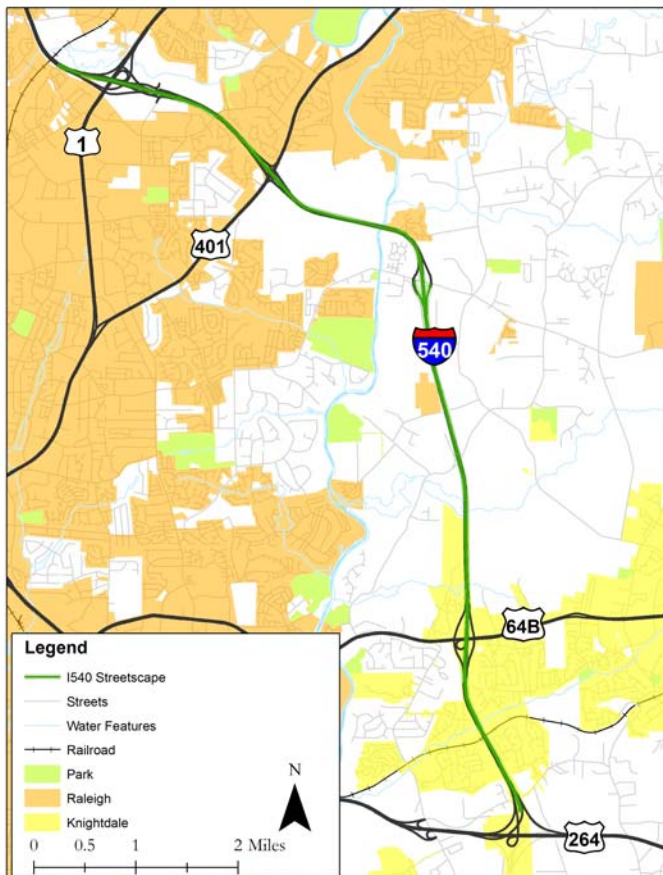 1
401
540
64B
264
Legend
I540 Streetscape
Streets
Water Features
Railroad
Park
Raleigh
Knightdale
N
0 0.5 1 2 Miles